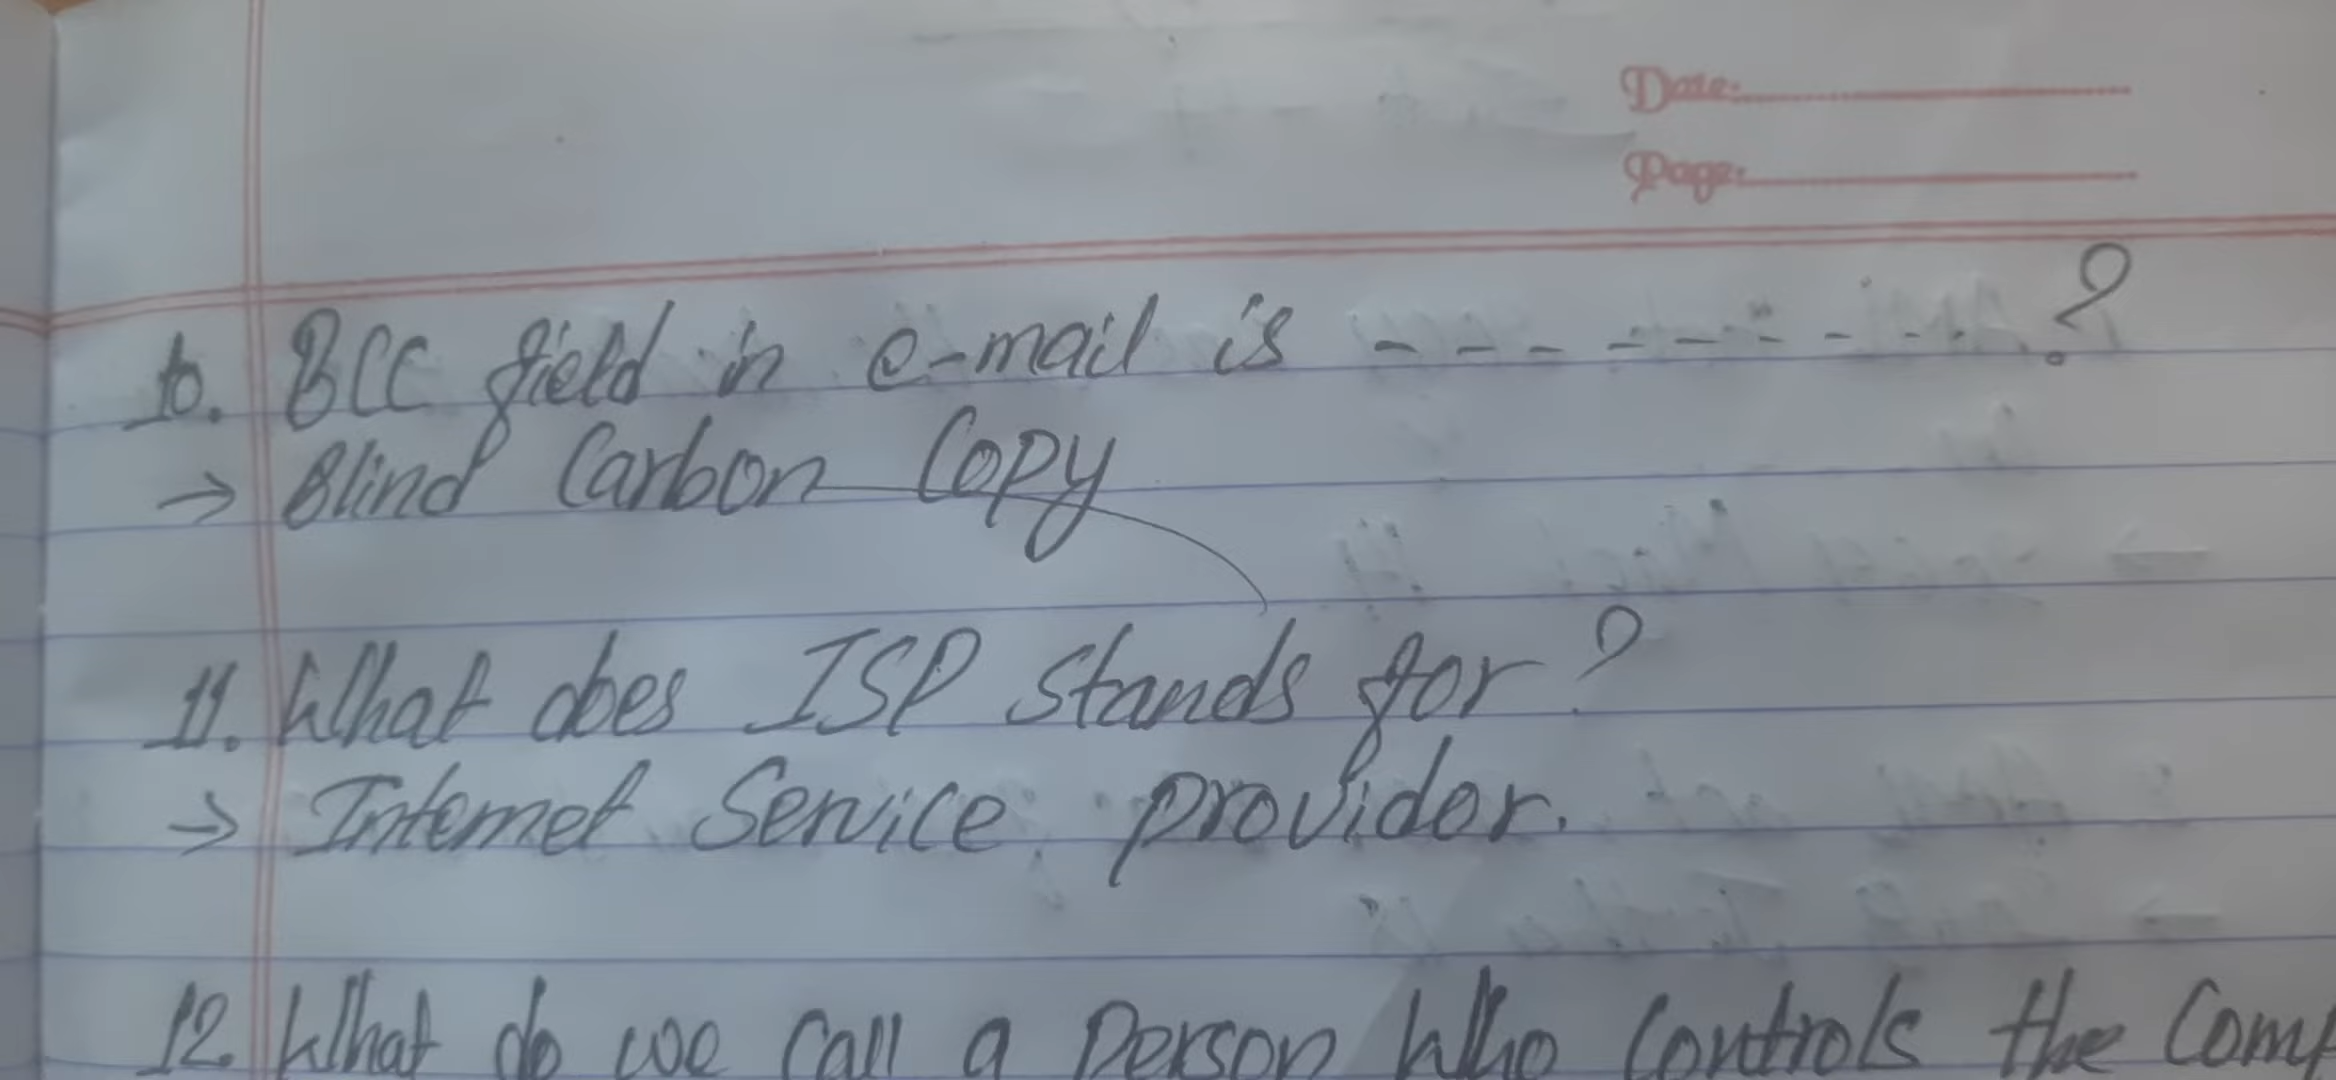 Date:
Page:
10. BCC field in e-mail is - - - - - - - - - ?
→ Blind Carbon Copy
11. What does ISP stands for?
→ Internet Service provider.
12. What do we call a person who controls the Comp